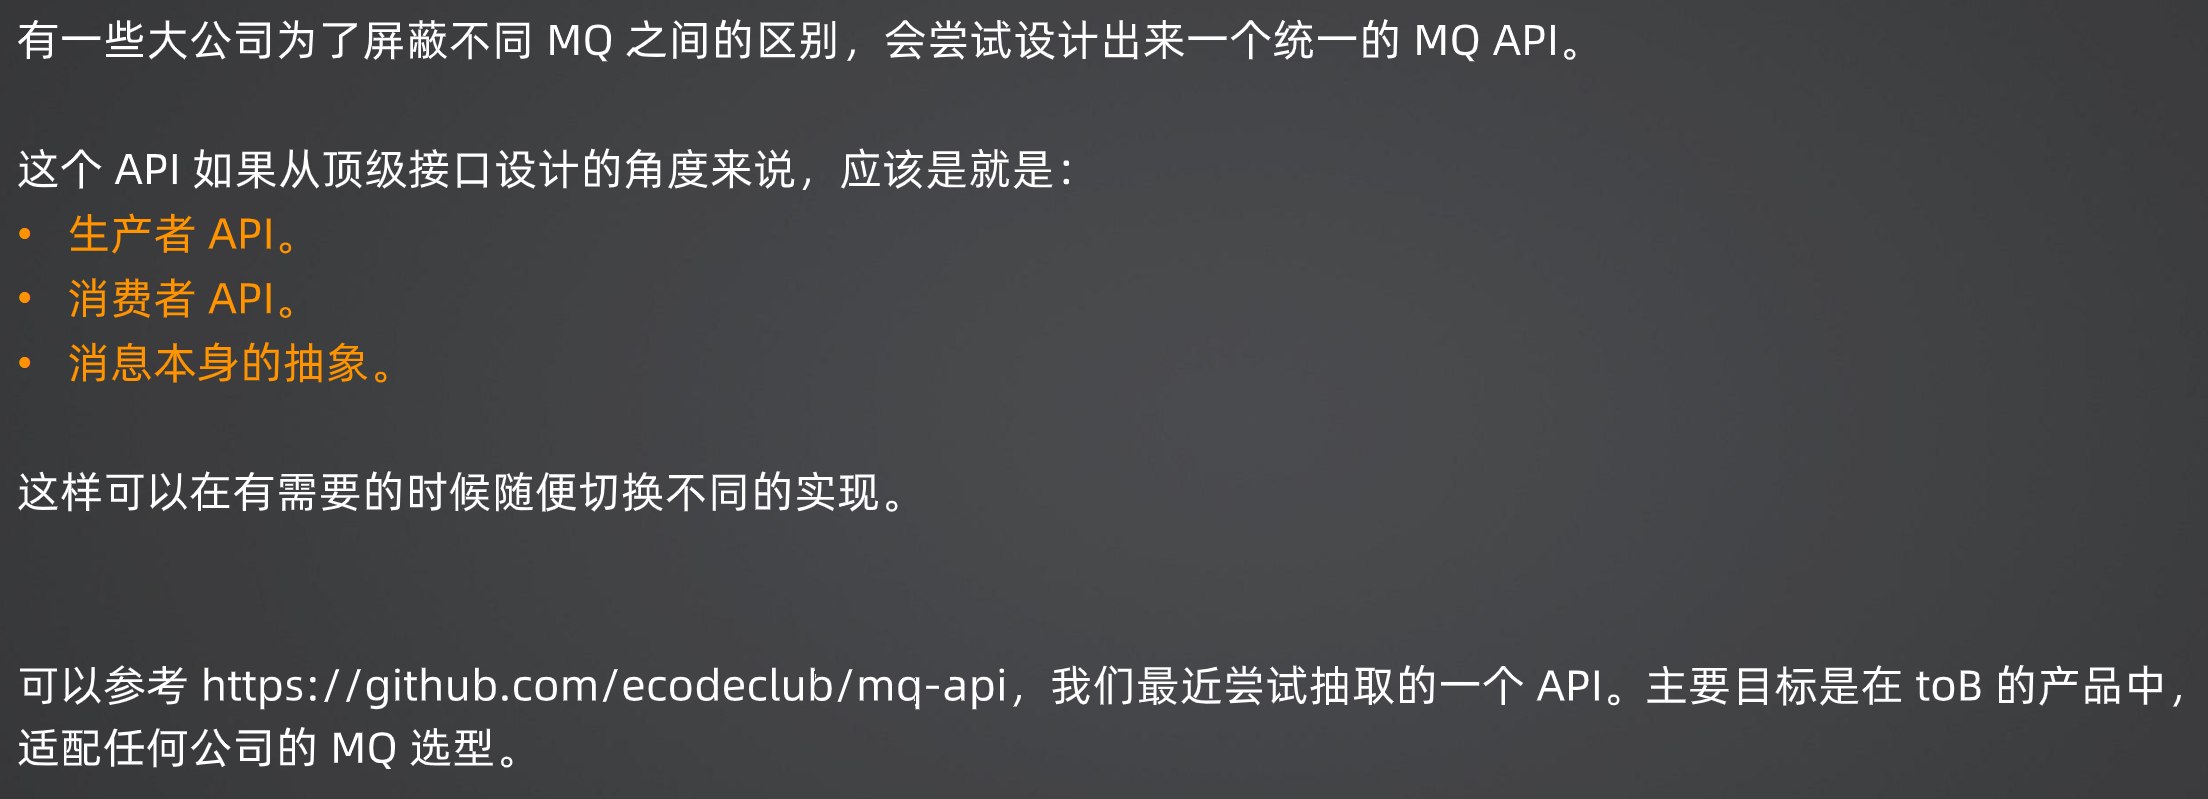 有一些大公司为了屏蔽不同 MQ 之间的区别，会尝试设计出来一个统一的 MQ API。
这个 API 如果从顶级接口设计的角度来说，应该是就是：
• 生产者 API。
• 消费者 API。
• 消息本身的抽象。
这样可以在有需要的时候随便切换不同的实现。
可以参考 https://github.com/ecodeclub/mq-api，我们最近尝试抽取的一个 API。主要目标是在 toB 的产品中，
适配任何公司的 MQ 选型。